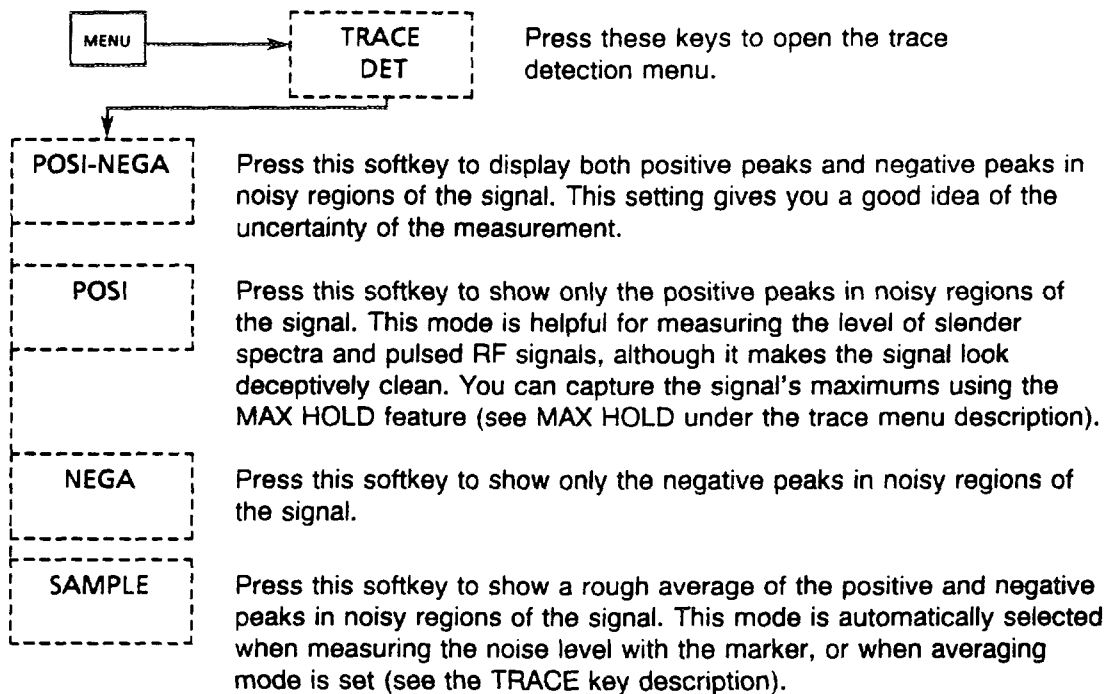 MENU
TRACE
DET
Press these keys to open the trace
detection menu.
POSI-NEGA
Press this softkey to display both positive peaks and negative peaks in
noisy regions of the signal. This setting gives you a good idea of the
uncertainty of the measurement.
POSI
Press this softkey to show only the positive peaks in noisy regions of
the signal. This mode is helpful for measuring the level of slender
spectra and pulsed RF signals, although it makes the signal look
deceptively clean. You can capture the signal's maximums using the
MAX HOLD feature (see MAX HOLD under the trace menu description).
NEGA
Press this softkey to show only the negative peaks in noisy regions of
the signal.
SAMPLE
Press this softkey to show a rough average of the positive and negative
peaks in noisy regions of the signal. This mode is automatically selected
when measuring the noise level with the marker, or when averaging
mode is set (see the TRACE key description).